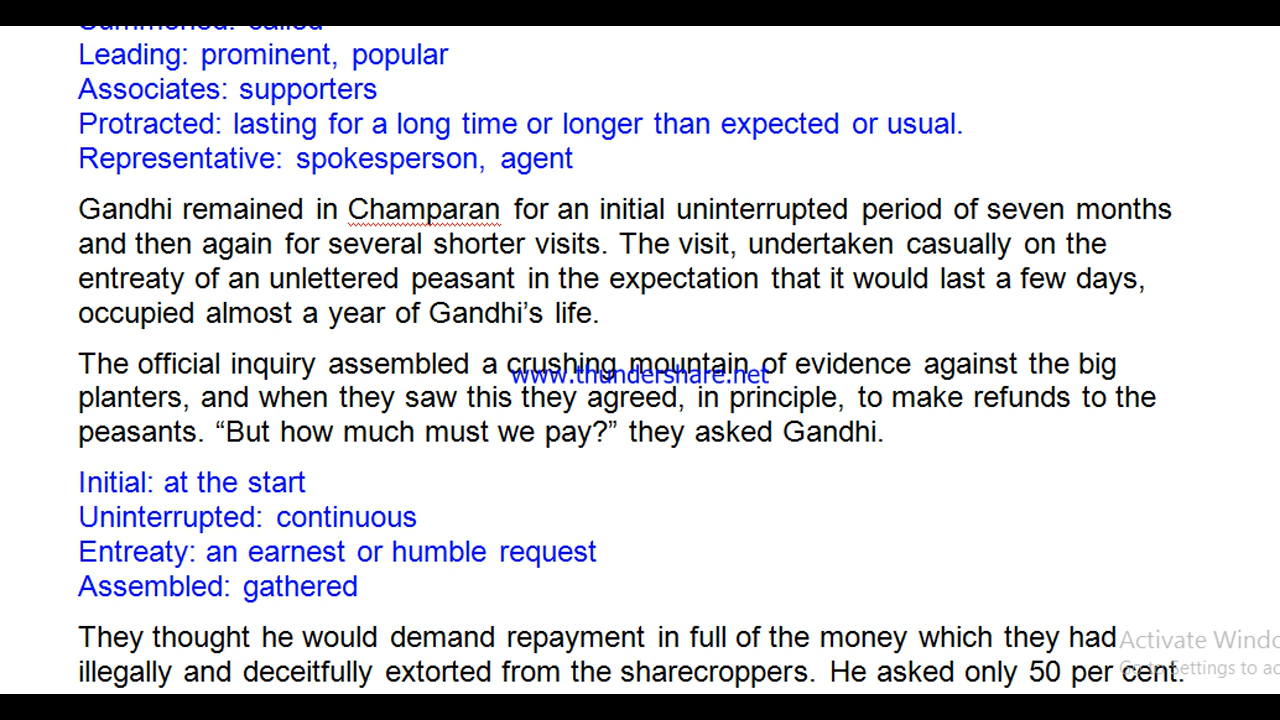 Summoned: called
Leading: prominent, popular
Associates: supporters
Protracted: lasting for a long time or longer than expected or usual.
Representative: spokesperson, agent
Gandhi remained in Champaran for an initial uninterrupted period of seven months
and then again for several shorter visits. The visit, undertaken casually on the
entreaty of an unlettered peasant in the expectation that it would last a few days,
occupied almost a year of Gandhi’s life.
The official inquiry assembled a crushing mountain of evidence against the big
www.thundershare.net
planters, and when they saw this they agreed, in principle, to make refunds to the
peasants. “But how much must we pay?” they asked Gandhi.
Initial: at the start
Uninterrupted: continuous
Entreaty: an earnest or humble request
Assembled: gathered
They thought he would demand repayment in full of the money which they had
Activate Windo
illegally and deceitfully extorted from the sharecroppers. He asked only 50 per cent.
Go to Settings to ac